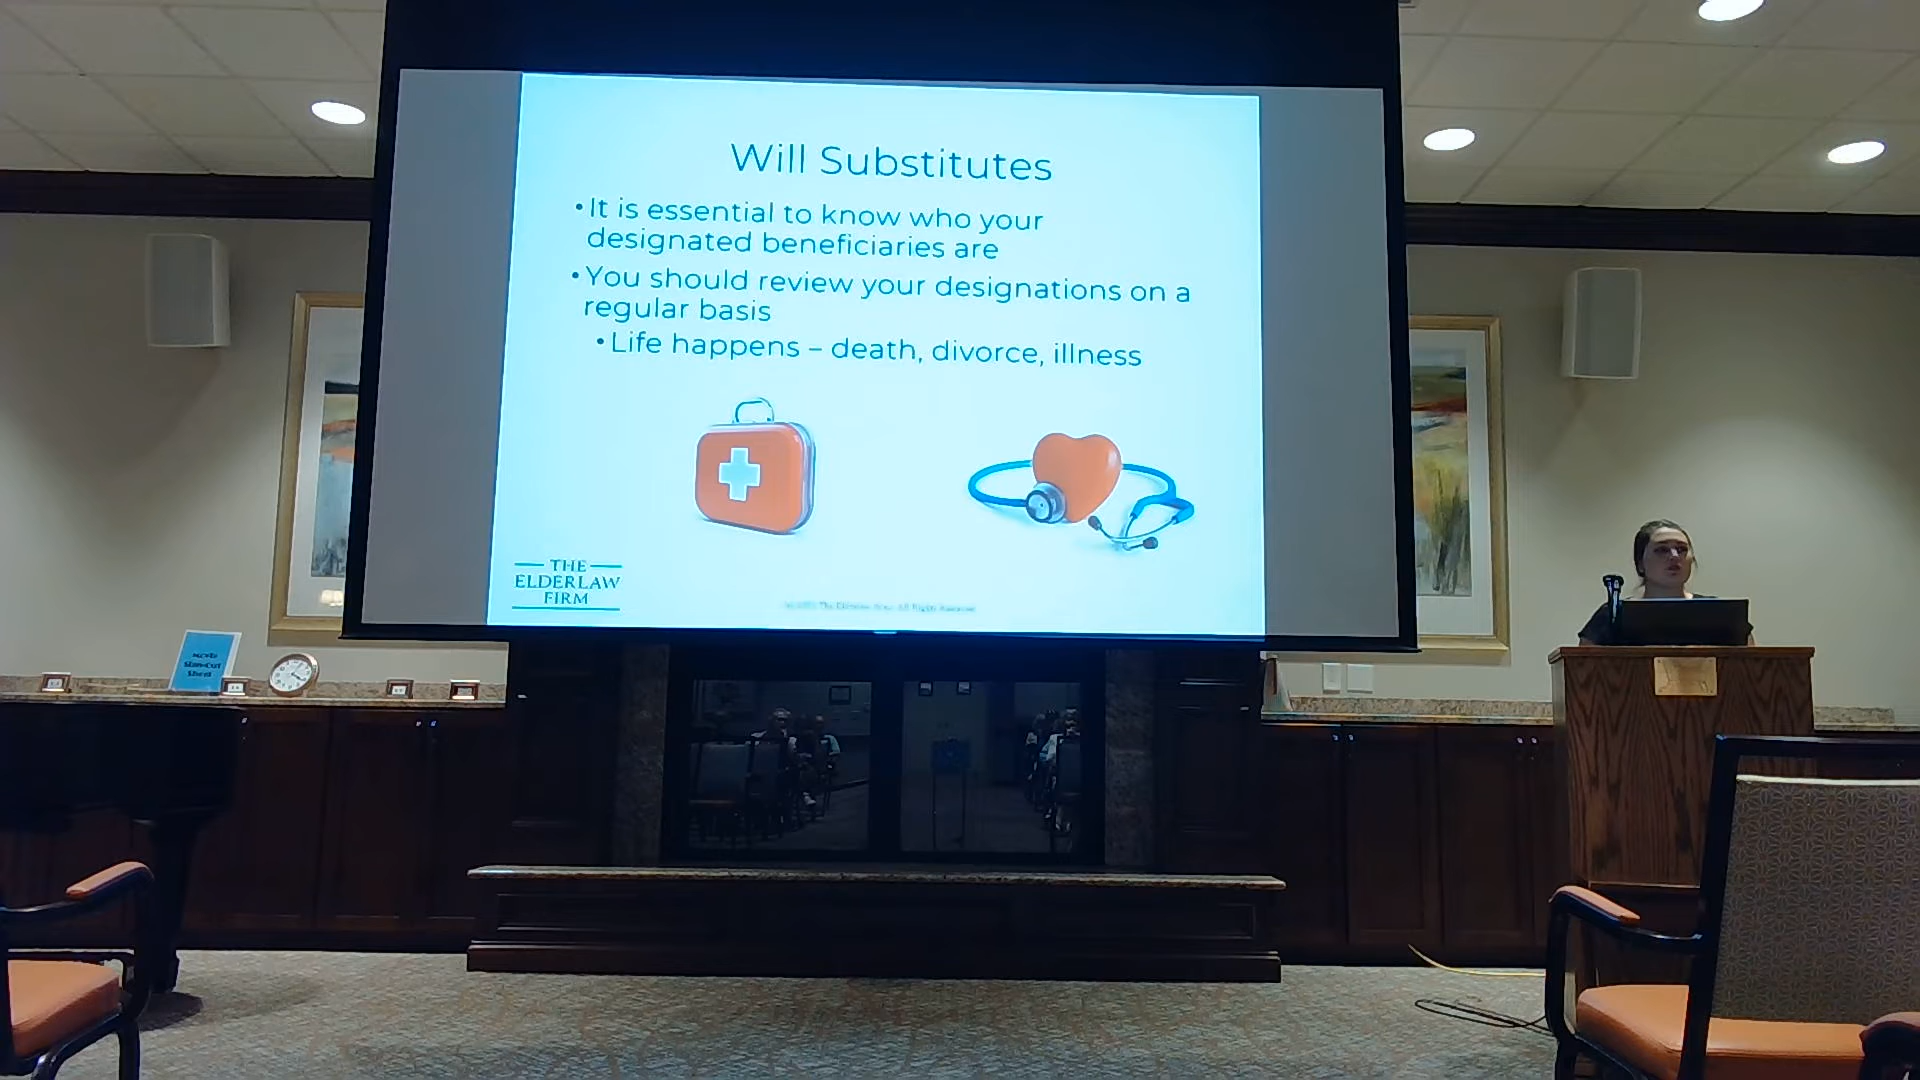 Will Substitutes
•It is essential to know who your
designated beneficiaries are
•You should review your designations on a
regular basis
•Life happens – death, divorce, illness
THE
ELDERLAW
FIRM